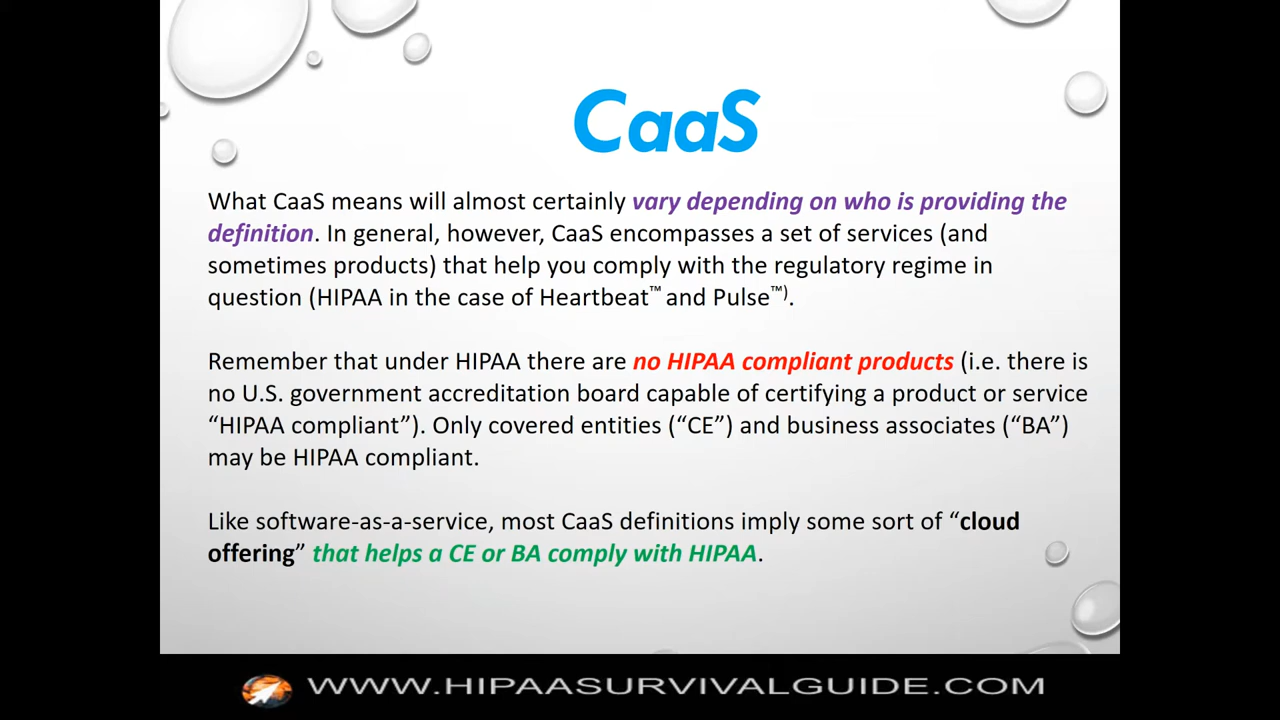 CaaS
What CaaS means will almost certainly vary depending on who is providing the
definition. In general, however, CaaS encompasses a set of services (and
sometimes products) that help you comply with the regulatory regime in
question (HIPAA in the case of Heartbeat™ and Pulse™).
Remember that under HIPAA there are no HIPAA compliant products (i.e. there is
no U.S. government accreditation board capable of certifying a product or service
“HIPAA compliant”). Only covered entities (“CE”) and business associates (“BA”)
may be HIPAA compliant.
Like software-as-a-service, most CaaS definitions imply some sort of “cloud
offering” that helps a CE or BA comply with HIPAA.
WWW.HIPAASURVIVALGUIDE.COM